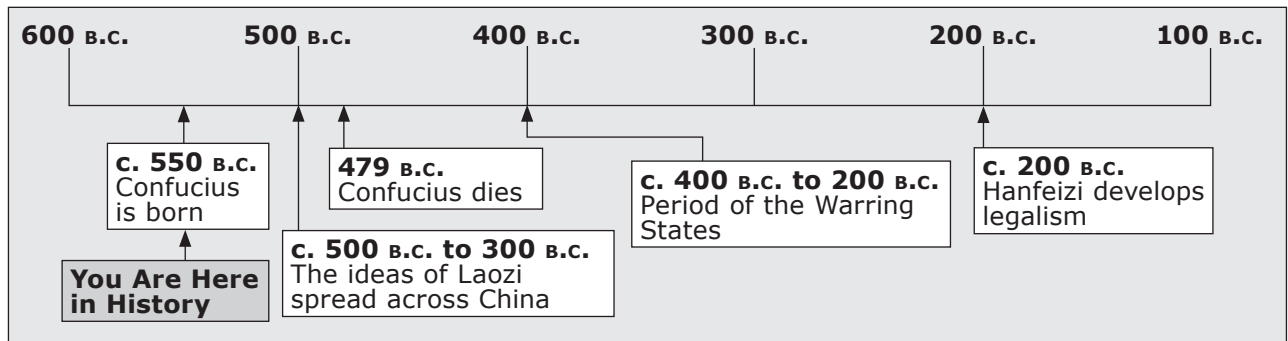 600 B.C. 500 B.C. 400 B.C. 300 B.C. 200 B.C. 100 B.C.
c. 550 B.C.
Confucius
is born
479 B.C.
Confucius dies
c. 400 B.C. to 200 B.C.
Period of the Warring
States
c. 200 B.C.
Hanfeizi develops
legalism
c. 500 B.C. to 300 B.C.
The ideas of Laozi
spread across China
You Are Here
in History